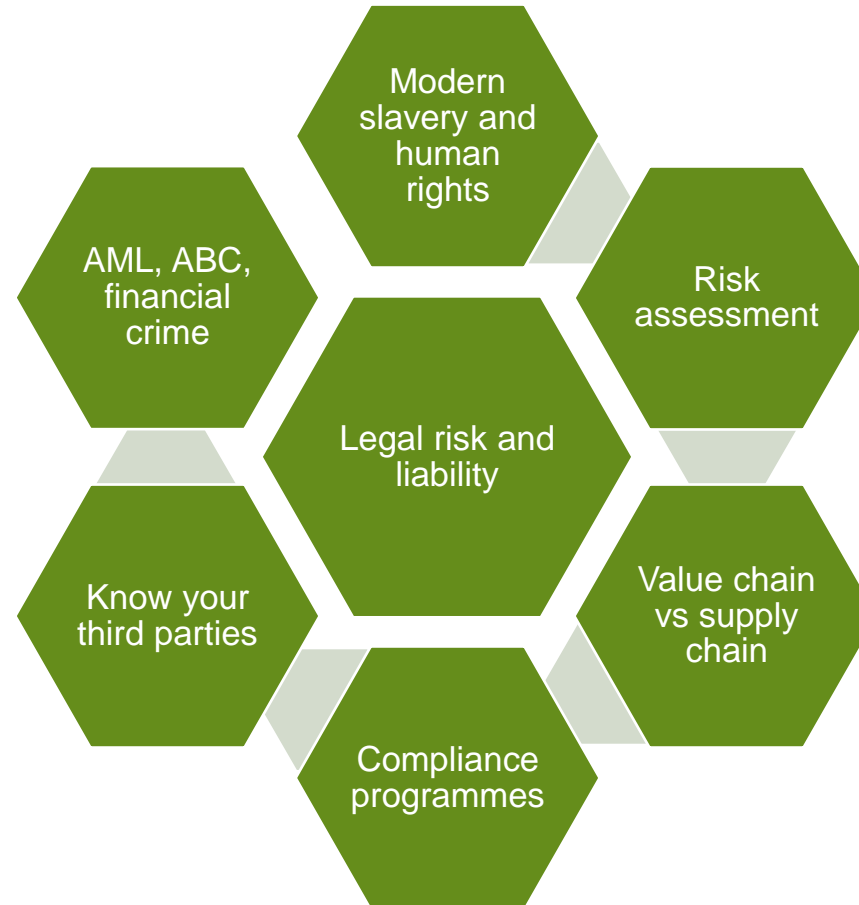 Modern
slavery and
human
rights
AML, ABC,
financial
crime
Risk
assessment
Legal risk and
liability
Know your
third parties
Value chain
vs supply
chain
Compliance
programmes